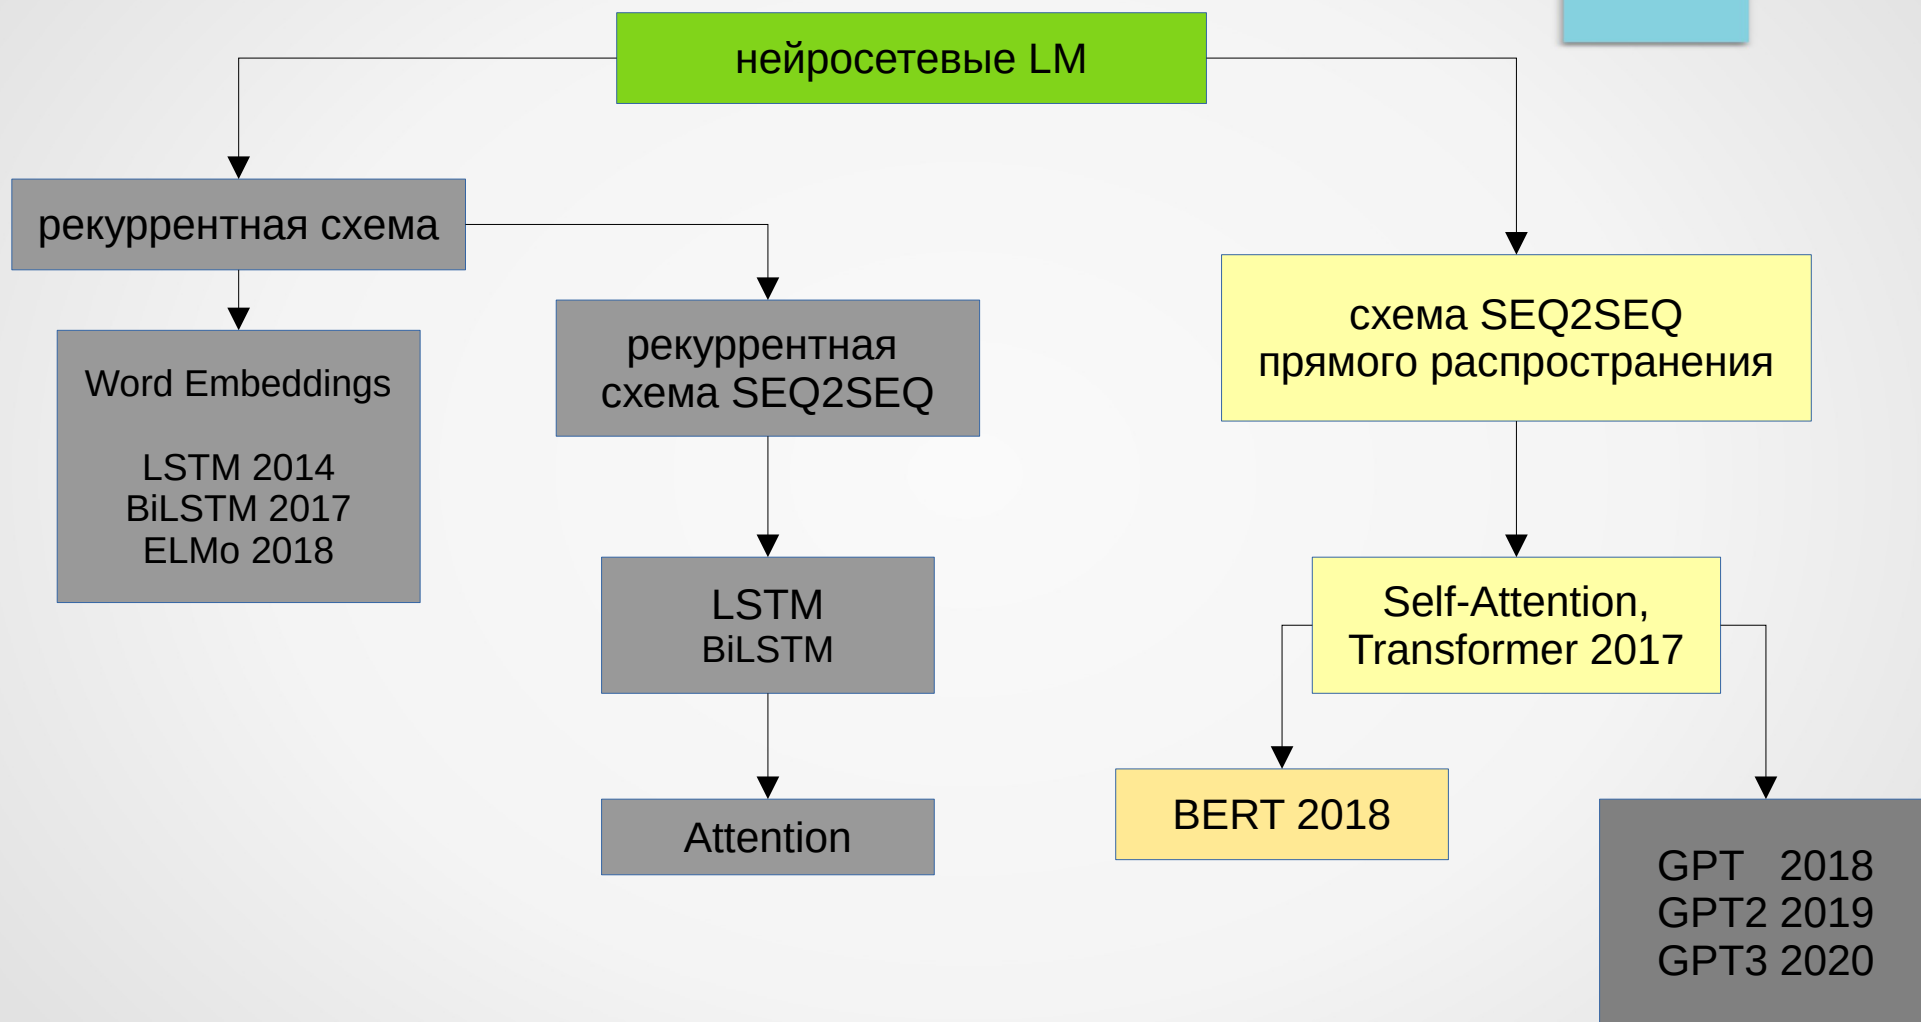 нейросетевые LM
рекуррентная схема
Word Embeddings
LSTM 2014
BiLSTM 2017
ELMo 2018
рекуррентная
схема SEQ2SEQ
LSTM
BiLSTM
Attention
схема SEQ2SEQ
прямого распространения
Self-Attention,
Transformer 2017
BERT 2018
GPT 2018
GPT2 2019
GPT3 2020